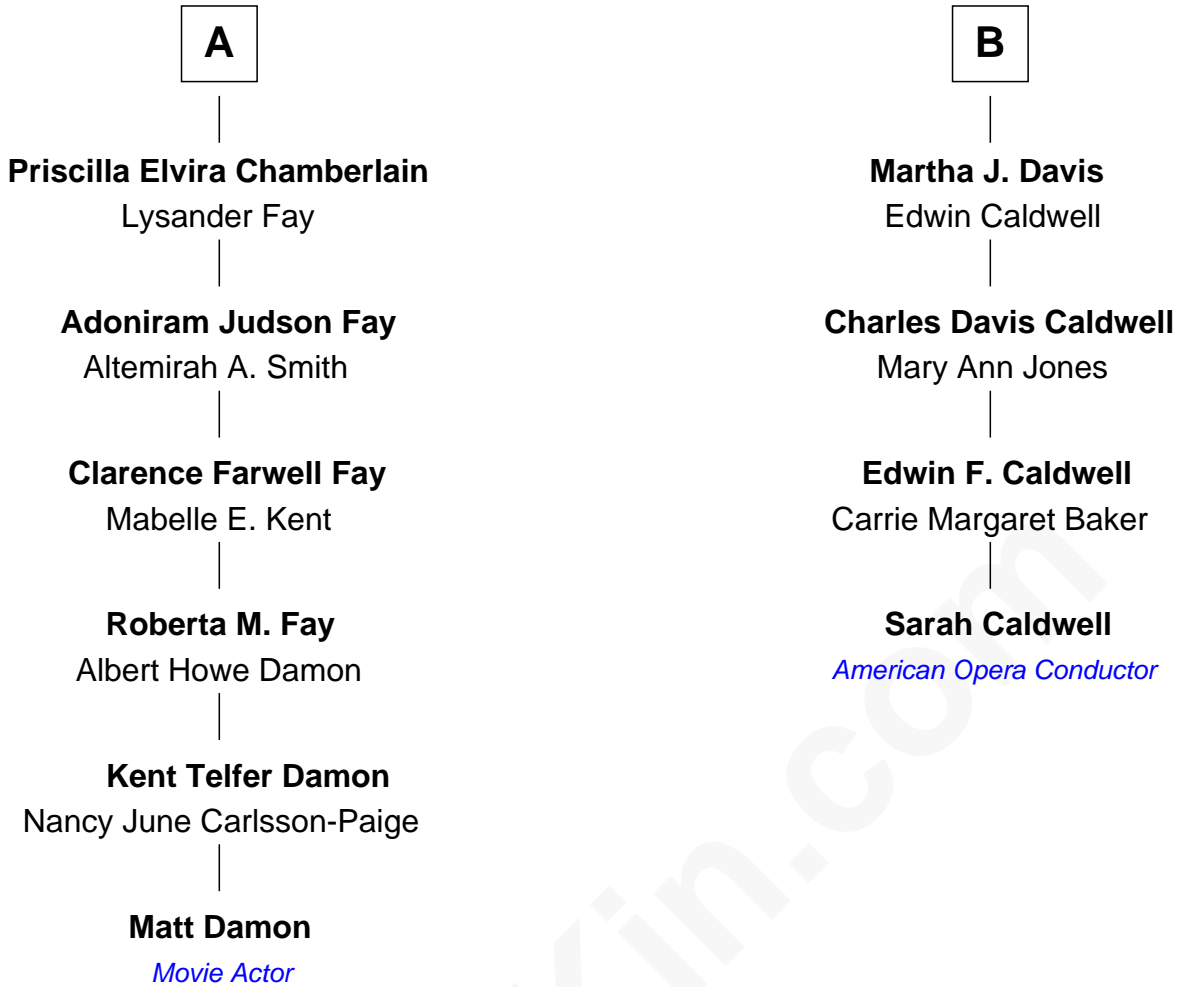 A
Priscilla Elvira Chamberlain
Lysander Fay
Adoniram Judson Fay
Altemirah A. Smith
Clarence Farwell Fay
Mabelle E. Kent
Roberta M. Fay
Albert Howe Damon
Kent Telfer Damon
Nancy June Carlsson-Paige
Matt Damon
Movie Actor
B
Martha J. Davis
Edwin Caldwell
Charles Davis Caldwell
Mary Ann Jones
Edwin F. Caldwell
Carrie Margaret Baker
Sarah Caldwell
American Opera Conductor
Kin.com